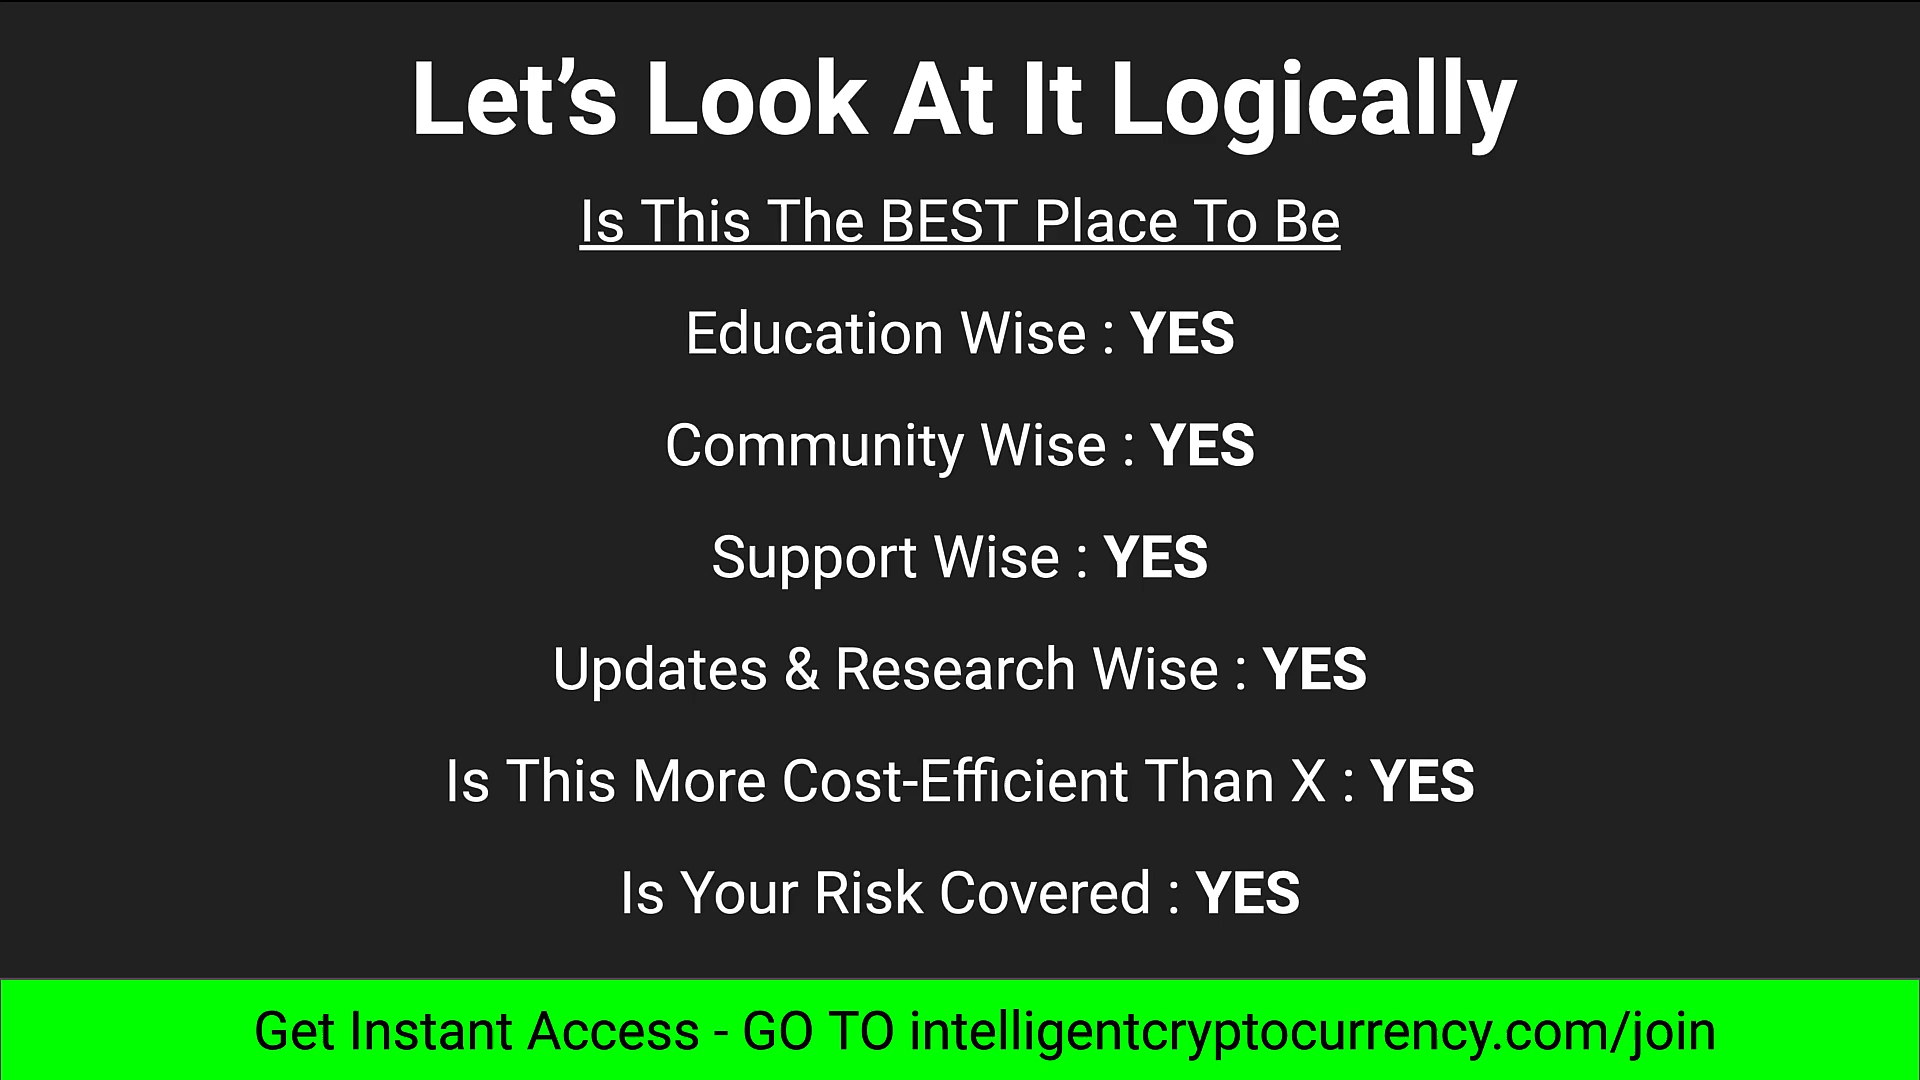 Let’s Look At It Logically
Is This The BEST Place To Be
Education Wise : YES
Community Wise : YES
Support Wise : YES
Updates & Research Wise : YES
Is This More Cost-Efficient Than X : YES
Is Your Risk Covered : YES
Get Instant Access - GO TO intelligentcryptocurrency.com/join